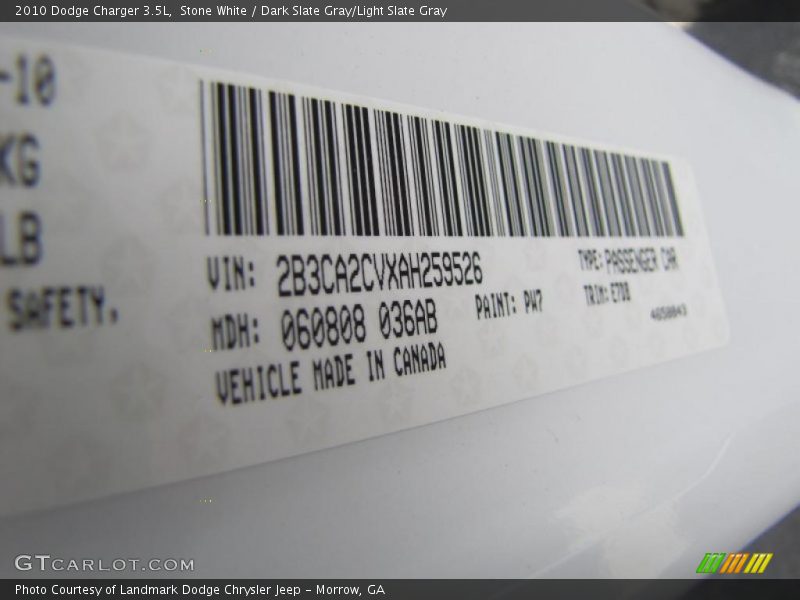 2010 Dodge Charger 3.5L, Stone White / Dark Slate Gray/Light Slate Gray
-10
KG
LB
SAFETY.
VIN: 2B3CA2CVXAH259526
TYPE: PASSENGER CAR
MDH: 060808 036AB
PAINT: PW7
TRIM: E7D8
VEHICLE MADE IN CANADA
GTCARLOT.COM
Photo Courtesy of Landmark Dodge Chrysler Jeep - Morrow, GA